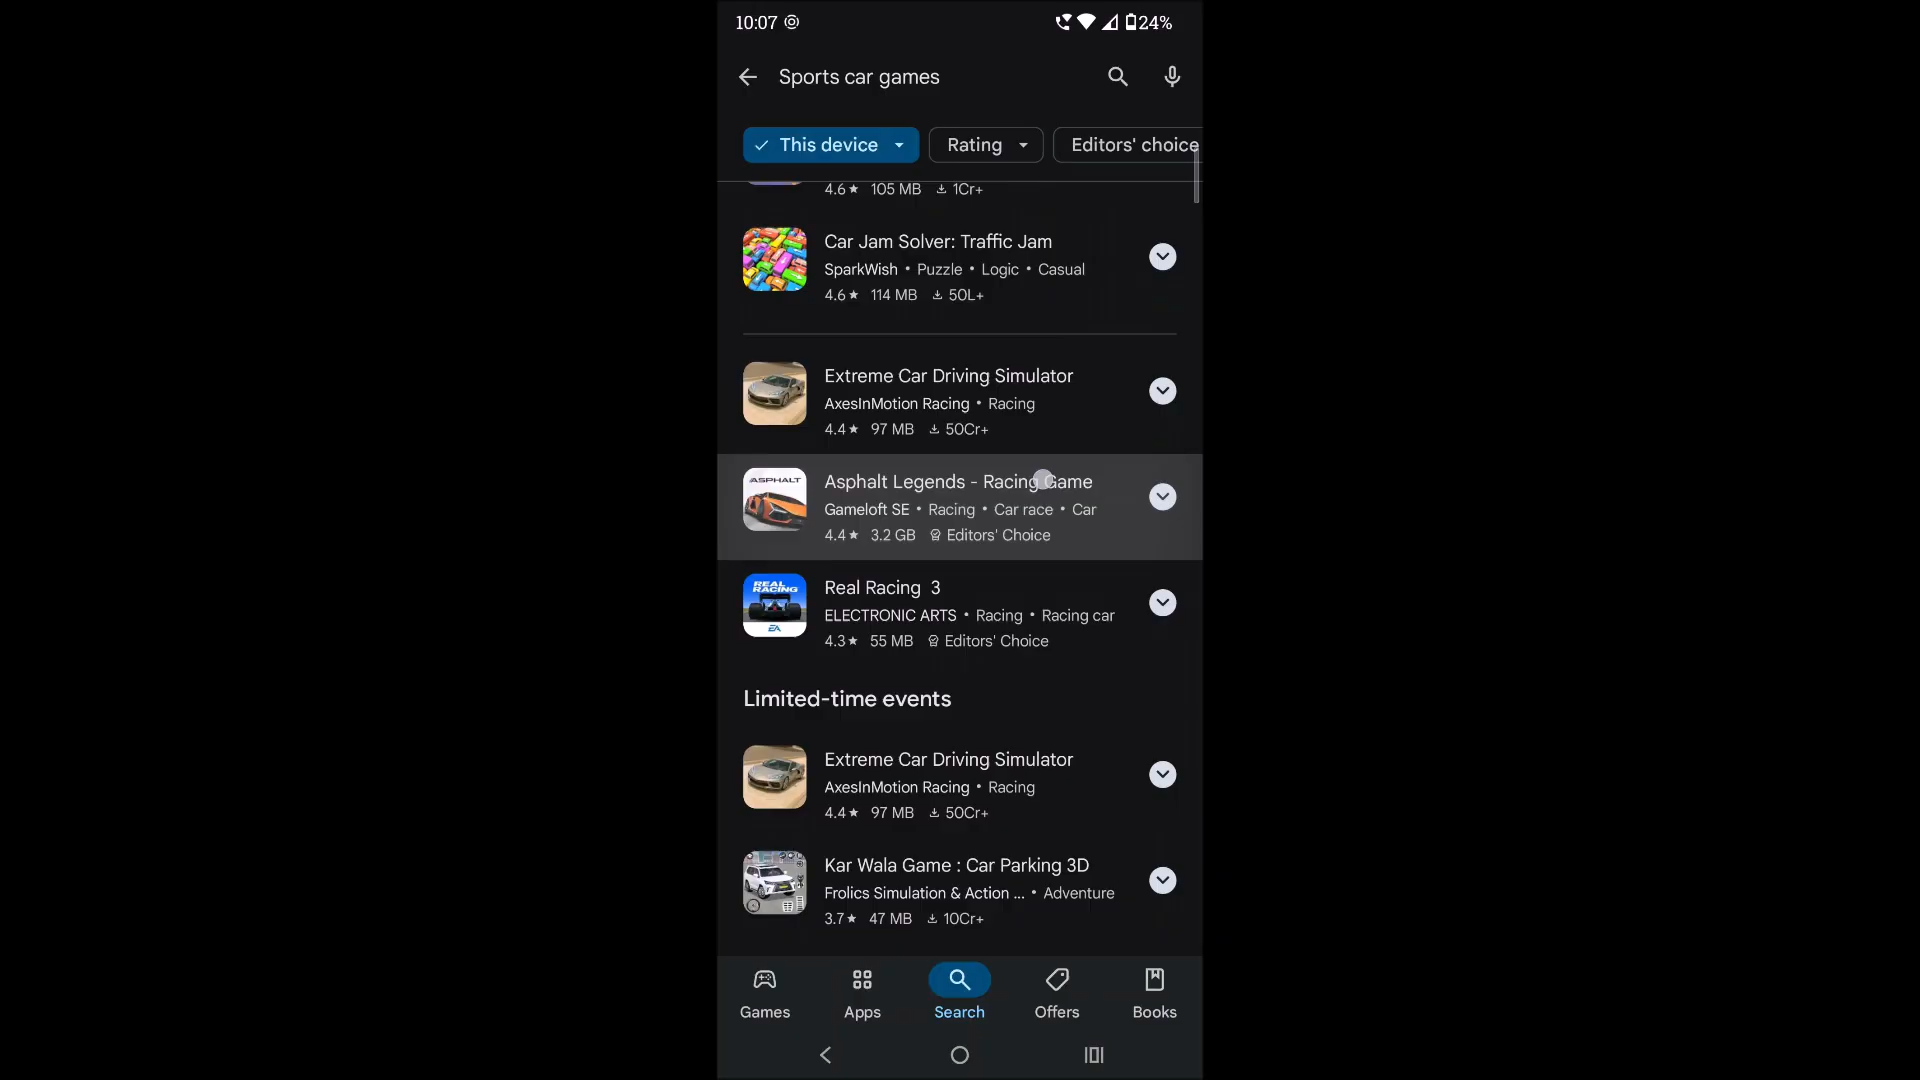 10:07 24%
Sports car games
This device Rating Editors' choice
4.6★ 105 MB 1Cr+
Car Jam Solver: Traffic Jam
SparkWish • Puzzle • Logic • Casual
4.6★ 114 MB 50L+
Extreme Car Driving Simulator
AxesInMotion Racing • Racing
4.4★ 97 MB 50Cr+
ASPHALT
Asphalt Legends - Racing Game
Gameloft SE • Racing • Car race • Car
4.4★ 3.2 GB Editors' Choice
REAL RACING
EA
Real Racing 3
ELECTRONIC ARTS • Racing • Racing car
4.3★ 55 MB Editors' Choice
Limited-time events
Extreme Car Driving Simulator
AxesInMotion Racing • Racing
4.4★ 97 MB 50Cr+
Kar Wala Game : Car Parking 3D
Frolics Simulation & Action ... • Adventure
3.7★ 47 MB 10Cr+
Games Apps Search Offers Books